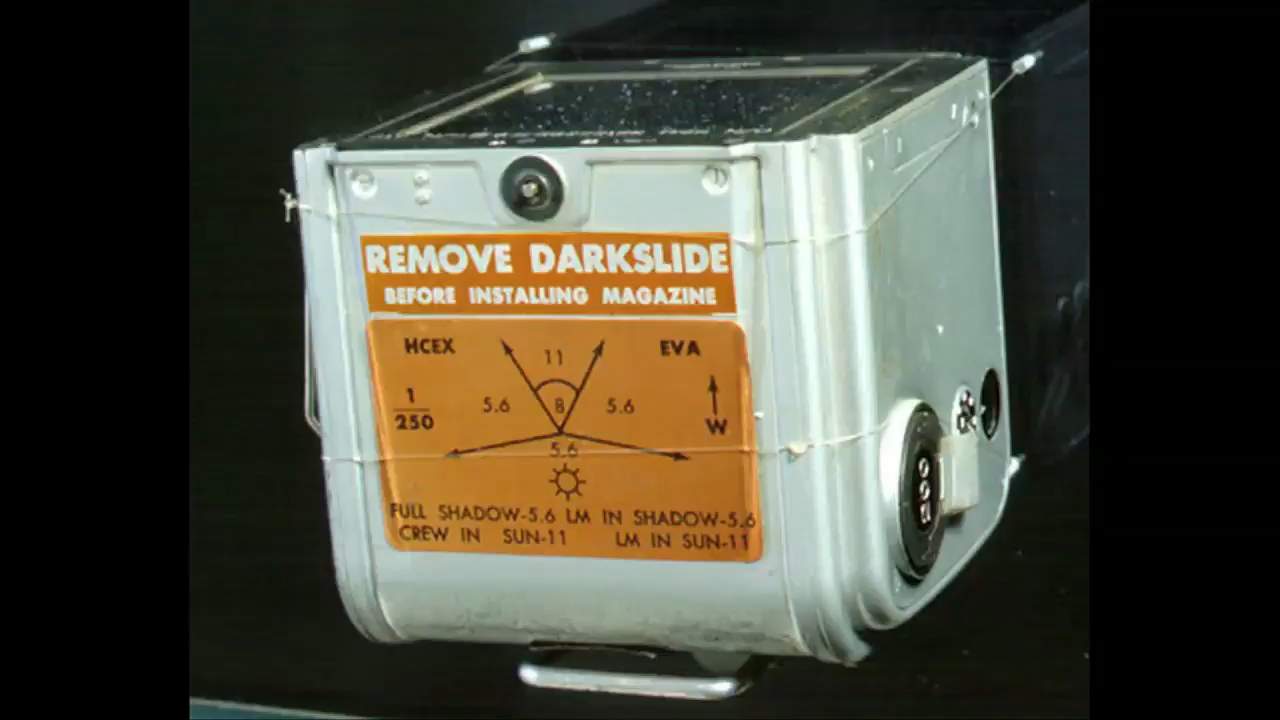 REMOVE DARKSLIDE
BEFORE INSTALLING MAGAZINE
HCEX 11 EVA
1
250
5.6 8 5.6
W
5.6
FULL SHADOW-5.6 LM IN SHADOW-5.6
CREW IN SUN-11 LM IN SUN-11